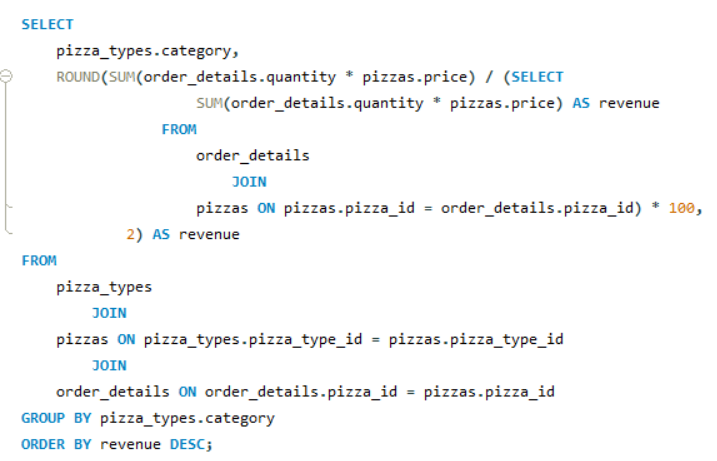 SELECT
pizza_types.category,
ROUND(SUM(order_details.quantity * pizzas.price) / (SELECT
SUM(order_details.quantity * pizzas.price) AS revenue
FROM
order_details
JOIN
pizzas ON pizzas.pizza_id = order_details.pizza_id) * 100,
2) AS revenue
FROM
pizza_types
JOIN
pizzas ON pizza_types.pizza_type_id = pizzas.pizza_type_id
JOIN
order_details ON order_details.pizza_id = pizzas.pizza_id
GROUP BY pizza_types.category
ORDER BY revenue DESC;